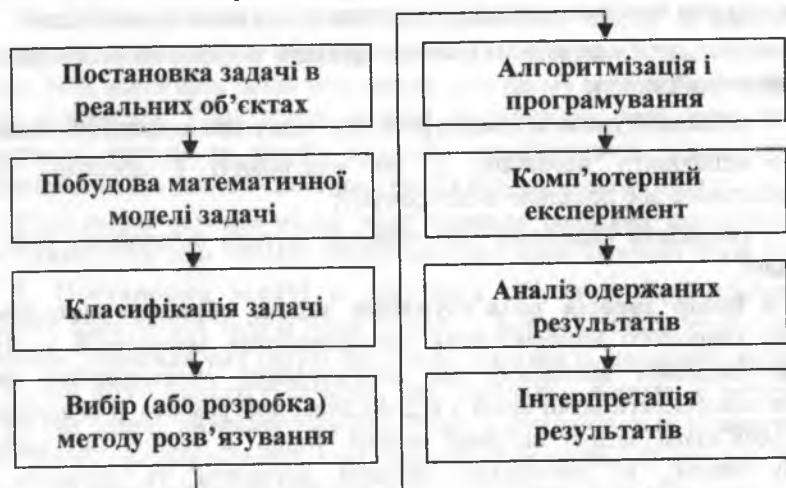 Постановка задачі в
реальних об’єктах
Побудова математичної
моделі задачі
Класифікація задачі
Вибір (або розробка)
методу розв’язування
Алгоритмізація і
програмування
Комп’ютерний
експеримент
Аналіз одержаних
результатів
Інтерпретація
результатів